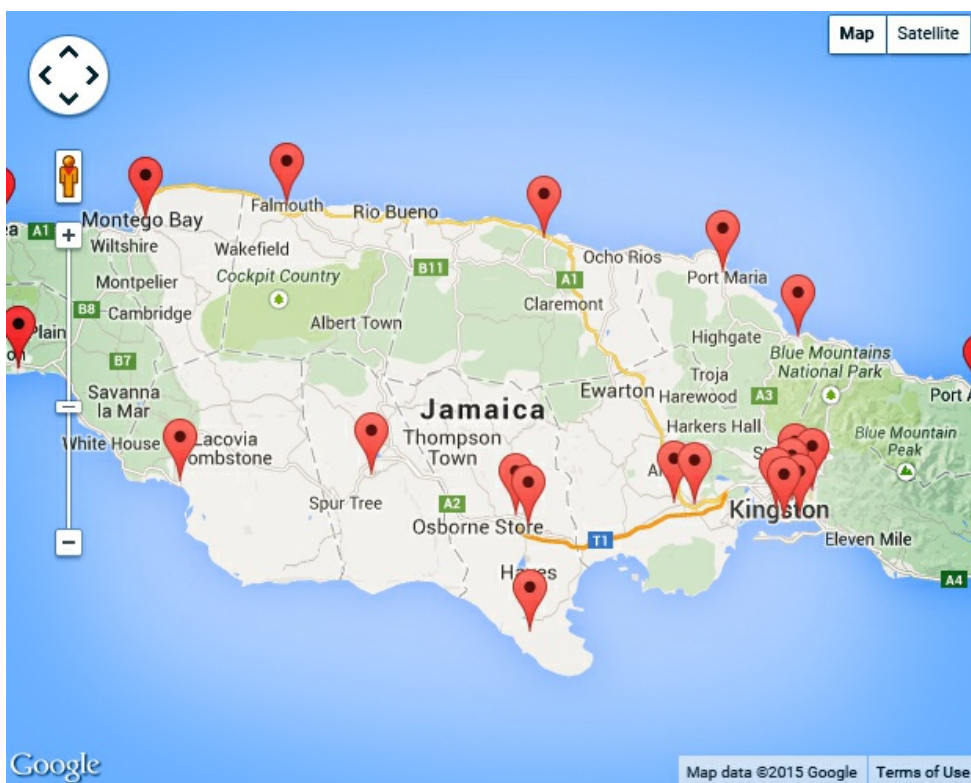 Map Satellite
Falmouth
Rio Bueno
Montego Bay
A1
Wiltshire
Wakefield
B11
Ocho Rios
A1
Port Maria
Montpelier
Cockpit Country
Claremont
B8
Cambridge
Albert Town
Highgate
Plain
B7
Blue Mountains
National Park
Troja
Savanna
la Mar
Jamaica
Ewarton
Harewood
A3
Port A
White House
Lacovia
Tombstone
Thompson
Town
Harkers Hall
Blue Mountain
Peak
Spur Tree
A2
Osborne Store
Kingston
T1
Eleven Mile
Hayes
A4
Google
Map data ©2015 Google Terms of Use